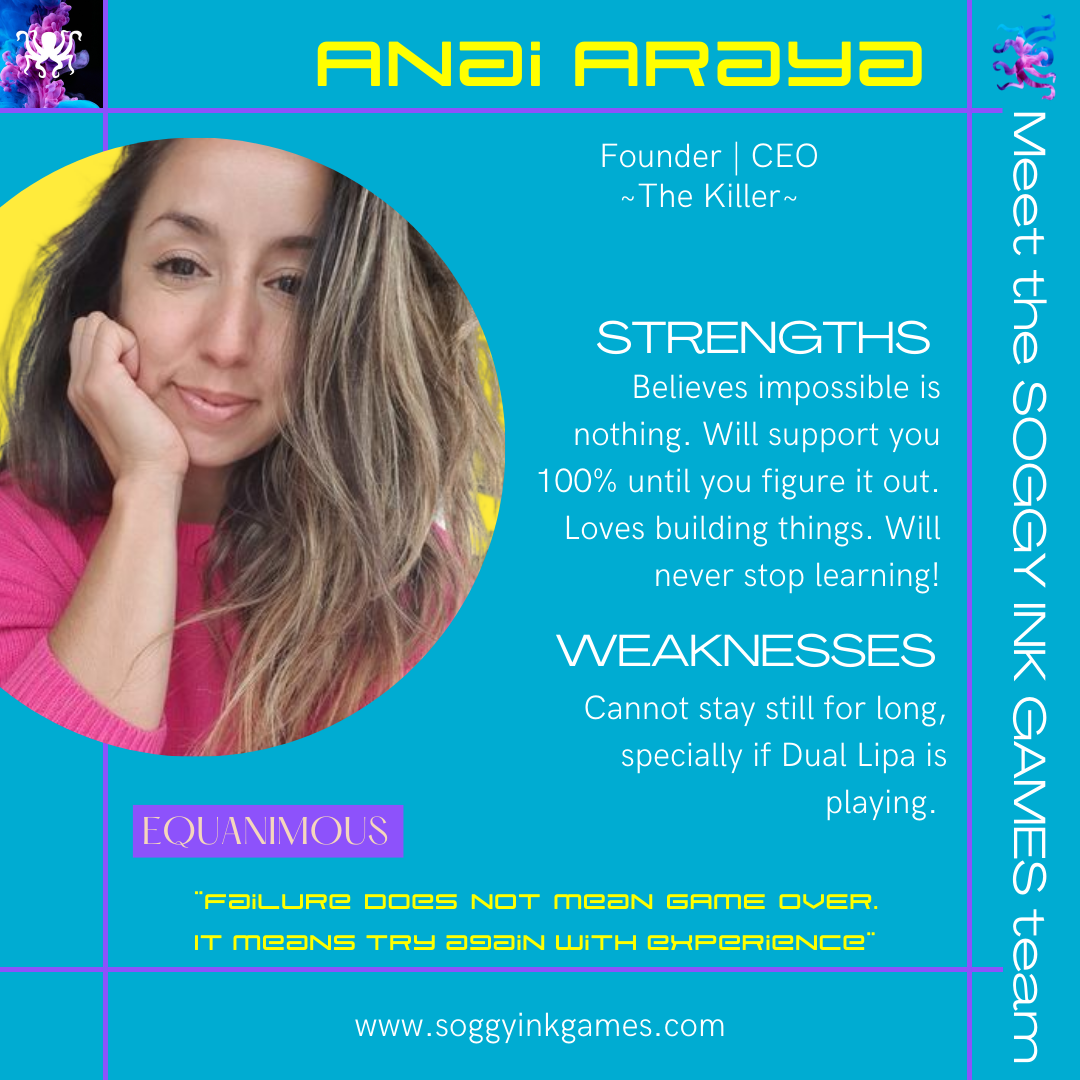 Anai Araya
Founder | CEO
~The Killer~
STRENGTHS
Believes impossible is
nothing. Will support you
100% until you figure it out.
Loves building things. Will
never stop learning!
WEAKNESSES
Cannot stay still for long,
specially if Dual Lipa is
playing.
EQUANIMOUS
"Failure does not mean game over.
It means try again with experience"
www.soggyinkgames.com
Meet the SOGGY INK GAMES team